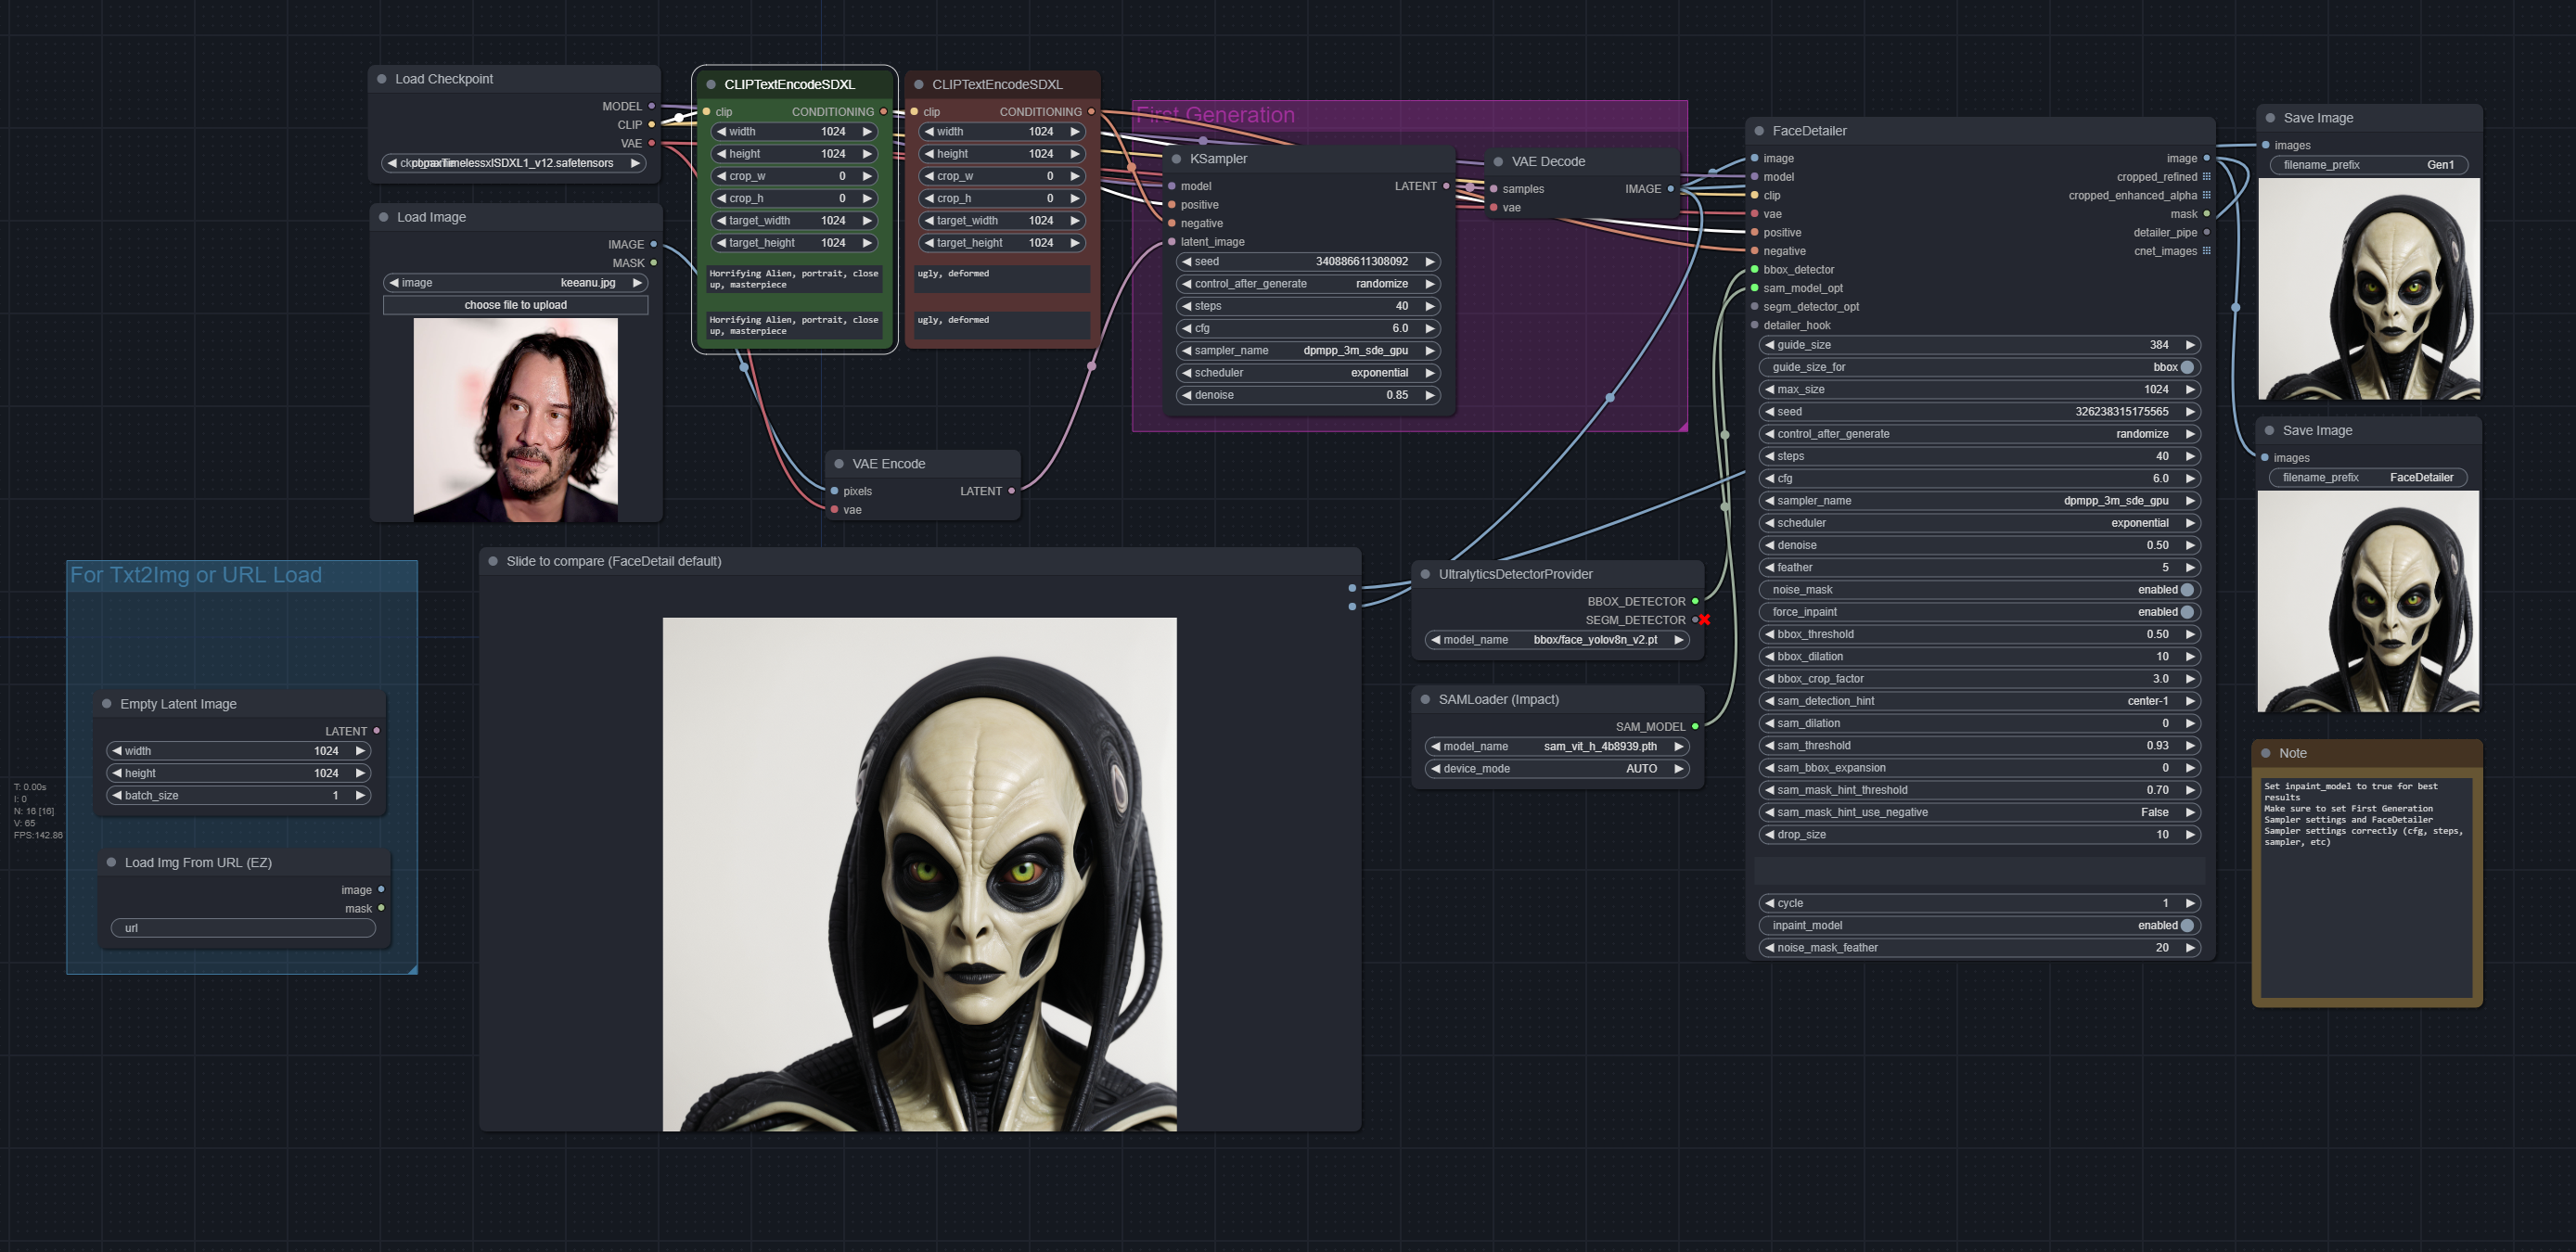 Load Checkpoint
MODEL
CLIP
VAE
Load Image
IMAGE
MASK
image keeanu.jpg
choose file to upload
CLIPTextEncodeSDXL
clip CONDITIONING
width 1024
height 1024
crop_w 0
crop_h 0
target_width 1024
target_height 1024
Horrifying Alien, portrait, close
up, masterpiece
Horrifying Alien, portrait, close
up, masterpiece
CLIPTextEncodeSDXL
clip CONDITIONING
width 1024
height 1024
crop_w 0
crop_h 0
target_width 1024
target_height 1024
ugly, deformed
ugly, deformed
VAE Encode
pixels LATENT
vae
First Generation
KSampler
model LATENT
positive
negative
latent_image
seed 340886611308092
control_after_generate randomize
steps 40
cfg 6.0
sampler_name dpmpp_3m_sde_gpu
scheduler exponential
denoise 0.85
VAE Decode
samples IMAGE
vae
FaceDetailer
image image
model cropped_refined
clip cropped_enhanced_alpha
vae mask
positive detailer_pipe
negative cnet_images
bbox_detector
sam_model_opt
segm_detector_opt
detailer_hook
guide_size 384
guide_size_for bbox
max_size 1024
seed 326238315175565
control_after_generate randomize
steps 40
cfg 6.0
sampler_name dpmpp_3m_sde_gpu
scheduler exponential
denoise 0.50
feather 5
noise_mask enabled
force_inpaint enabled
bbox_threshold 0.50
bbox_dilation 10
bbox_crop_factor 3.0
sam_detection_hint center-1
sam_dilation 0
sam_threshold 0.93
sam_bbox_expansion 0
sam_mask_hint_threshold 0.70
sam_mask_hint_use_negative False
drop_size 10
cycle 1
inpaint_model enabled
noise_mask_feather 20
Save Image
images
filename_prefix Gen1
Save Image
images
filename_prefix FaceDetailer
Note
Set inpaint_model to true for best
results
Make sure to set First Generation
Sampler settings and FaceDetailer
Sampler settings correctly (cfg, steps,
sampler, etc)
For Txt2Img or URL Load
Empty Latent Image
LATENT
width 1024
height 1024
batch_size 1
Load Img From URL (EZ)
image
mask
url
T: 0.00s
I: 0
N: 16 [16]
V: 65
FPS:142.86
Slide to compare (FaceDetail default)
UltralyticsDetectorProvider
BBOX_DETECTOR
SEGM_DETECTOR
model_name bbox/face_yolov8n_v2.pt
SAMLoader (Impact)
SAM_MODEL
model_name sam_vit_h_4b8939.pth
device_mode AUTO